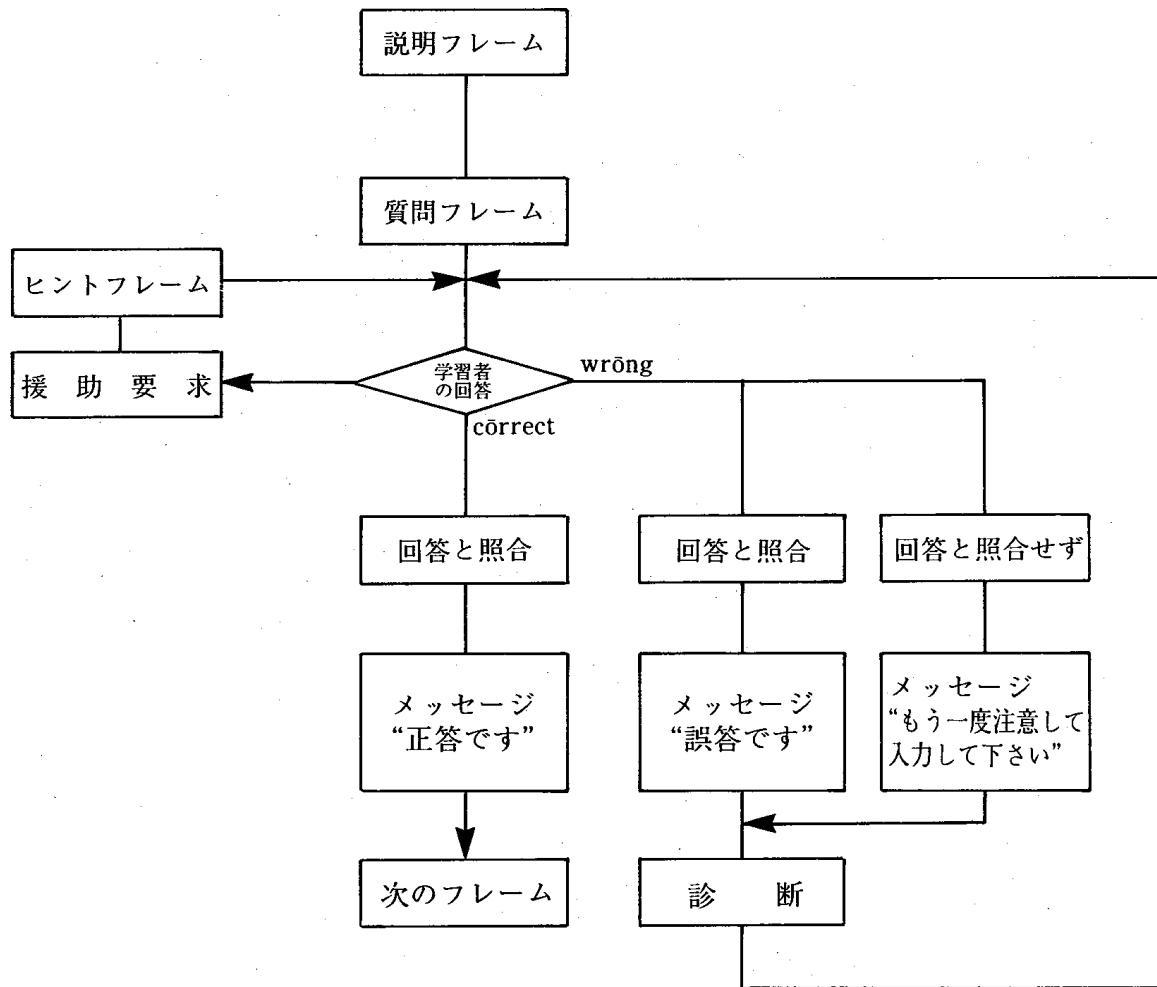 説明フレーム
質問フレーム
ヒントフレーム
援助要求
学習者
の回答
wrōng
cōrrect
回答と照合
回答と照合
回答と照合せず
メッセージ
“正答です”
メッセージ
“誤答です”
メッセージ
“もう一度注意して
入力して下さい”
次のフレーム
診断